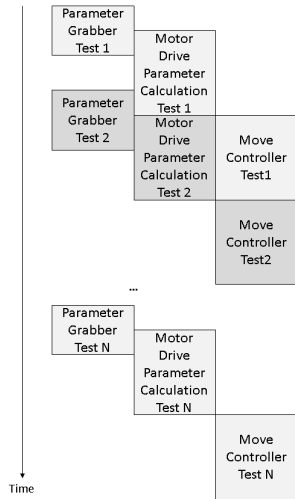 Parameter
Grabber
Test 1
Motor
Drive
Parameter
Calculation
Test 1
Parameter
Grabber
Test 2
Motor
Drive
Parameter
Calculation
Test 2
Move
Controller
Test1
Move
Controller
Test2
...
Parameter
Grabber
Test N
Motor
Drive
Parameter
Calculation
Test N
Move
Controller
Test N
Time